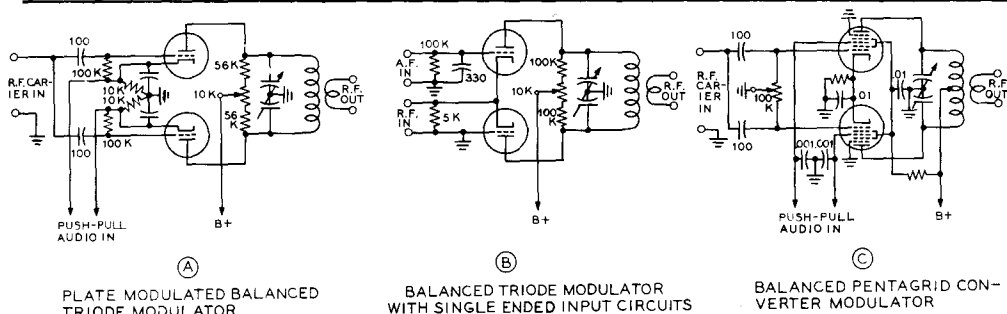 100
100K
R.F. CAR-
RIER IN
10K
10K
100
100K
56K
10K
56
K
R.F.
OUT
PUSH-PULL
AUDIO IN
B+
A
PLATE MODULATED BALANCED
TRIODE MODULATOR
100K
A.F.
IN
330
R.F.
IN
5K
100K
10K
100
K
R.F.
OUT
B+
B
BALANCED TRIODE MODULATOR
WITH SINGLE ENDED INPUT CIRCUITS
100
R.F.
CAR-
RIER
IN
100
K
100
.01
.01
.001
.001
R.F.
OUT
PUSH-PULL
AUDIO IN
B+
C
BALANCED PENTAGRID CON-
VERTER MODULATOR